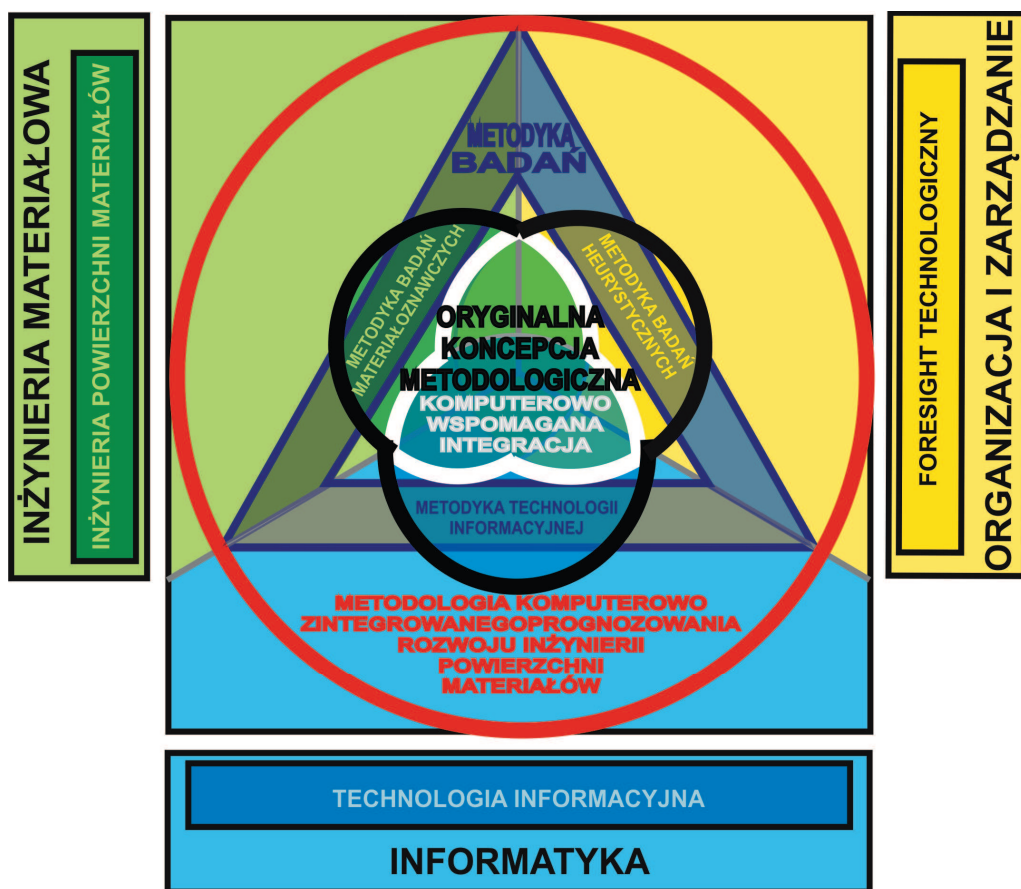 INŻYNIERIA MATERIAŁOWA
INŻYNIERIA POWIERZCHNI MATERIAŁÓW
METODYKA
BADAŃ
METODYKA BADAŃ
MATERIAŁOZNAWCZYCH
METODYKA BADAŃ
HEURYSTYCZNYCH
ORYGINALNA
KONCEPCJA
METODOLOGICZNA
KOMPUTEROWO
WSPOMAGANA
INTEGRACJA
METODYKA TECHNOLOGII
INFORMACYJNEJ
METODOLOGIA KOMPUTEROWO
ZINTEGROWANEGOPROGNOZOWANIA
ROZWOJU INŻYNIERII
POWIERZCHNI
MATERIAŁÓW
FORESIGHT TECHNOLOGICZNY
ORGANIZACJA I ZARZĄDZANIE
TECHNOLOGIA INFORMACYJNA
INFORMATYKA